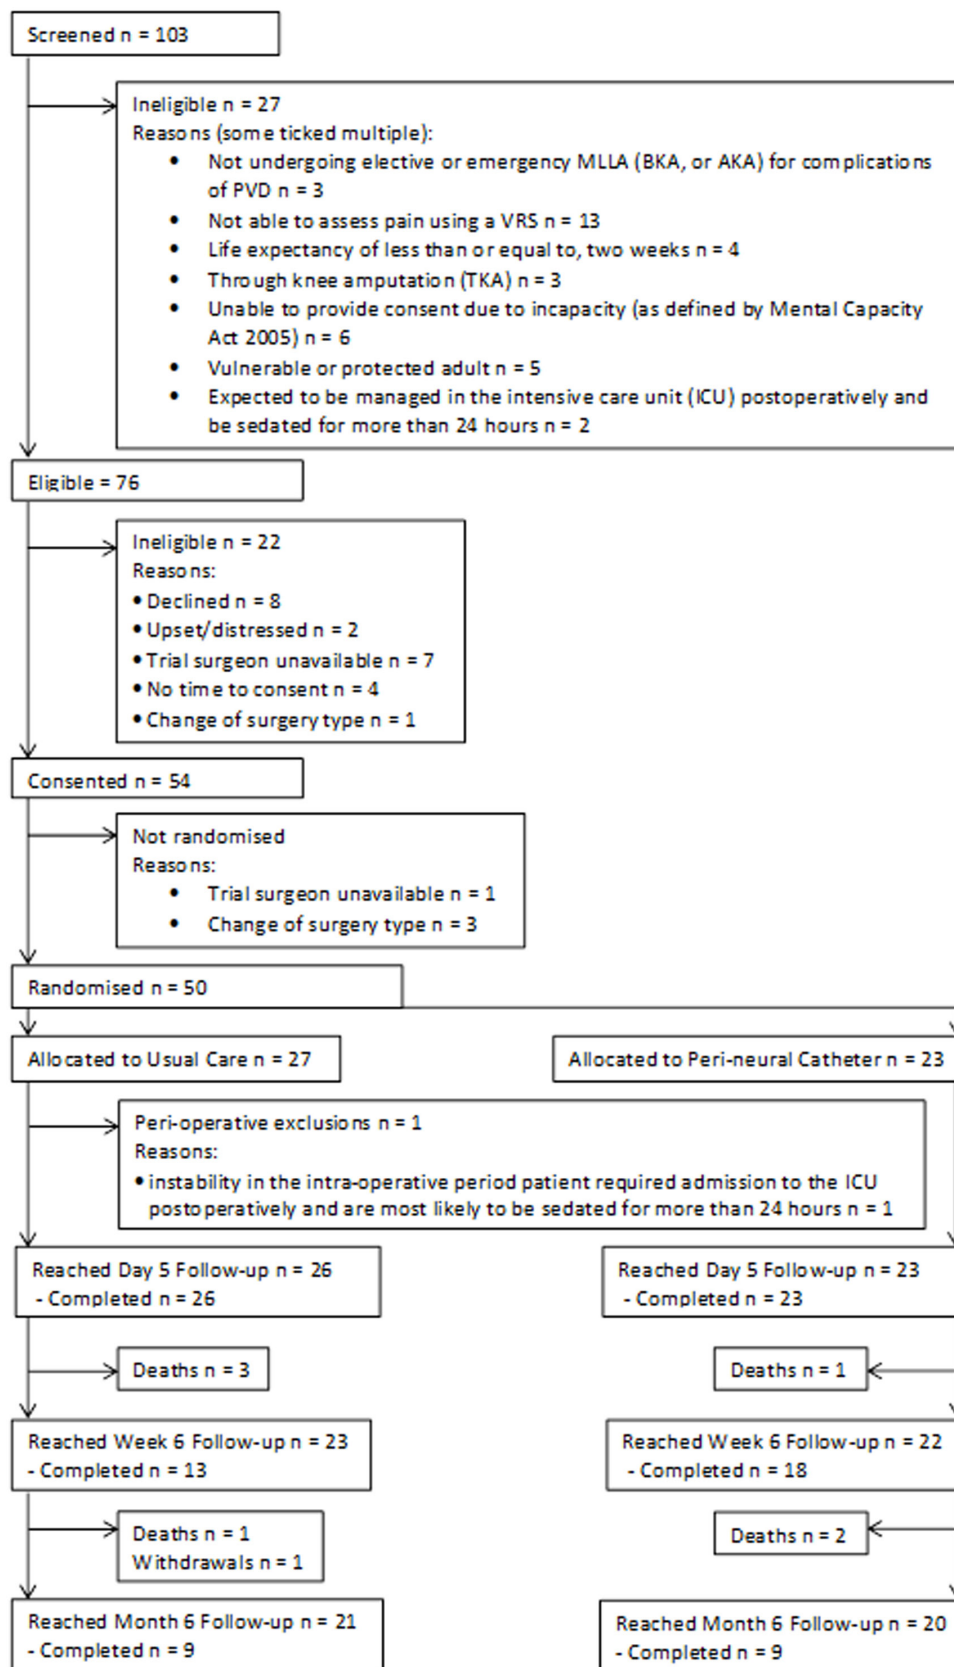 Screened n = 103
Ineligible n = 27
Reasons (some ticked multiple):
• Not undergoing elective or emergency MLLA (BKA, or AKA) for complications
of PVD n = 3
• Not able to assess pain using a VRS n = 13
• Life expectancy of less than or equal to, two weeks n = 4
• Through knee amputation (TKA) n = 3
• Unable to provide consent due to incapacity (as defined by Mental Capacity
Act 2005) n = 6
• Vulnerable or protected adult n = 5
• Expected to be managed in the intensive care unit (ICU) postoperatively and
be sedated for more than 24 hours n = 2
Eligible = 76
Ineligible n = 22
Reasons:
• Declined n = 8
• Upset/distressed n = 2
• Trial surgeon unavailable n = 7
• No time to consent n = 4
• Change of surgery type n = 1
Consented n = 54
Not randomised
Reasons:
• Trial surgeon unavailable n = 1
• Change of surgery type n = 3
Randomised n = 50
Allocated to Usual Care n = 27
Allocated to Peri-neural Catheter n = 23
Peri-operative exclusions n = 1
Reasons:
• instability in the intra-operative period patient required admission to the ICU
postoperatively and are most likely to be sedated for more than 24 hours n = 1
Reached Day 5 Follow-up n = 26
- Completed n = 26
Reached Day 5 Follow-up n = 23
- Completed n = 23
Deaths n = 3
Deaths n = 1
Reached Week 6 Follow-up n = 23
- Completed n = 13
Reached Week 6 Follow-up n = 22
- Completed n = 18
Deaths n = 1
Withdrawals n = 1
Deaths n = 2
Reached Month 6 Follow-up n = 21
- Completed n = 9
Reached Month 6 Follow-up n = 20
- Completed n = 9